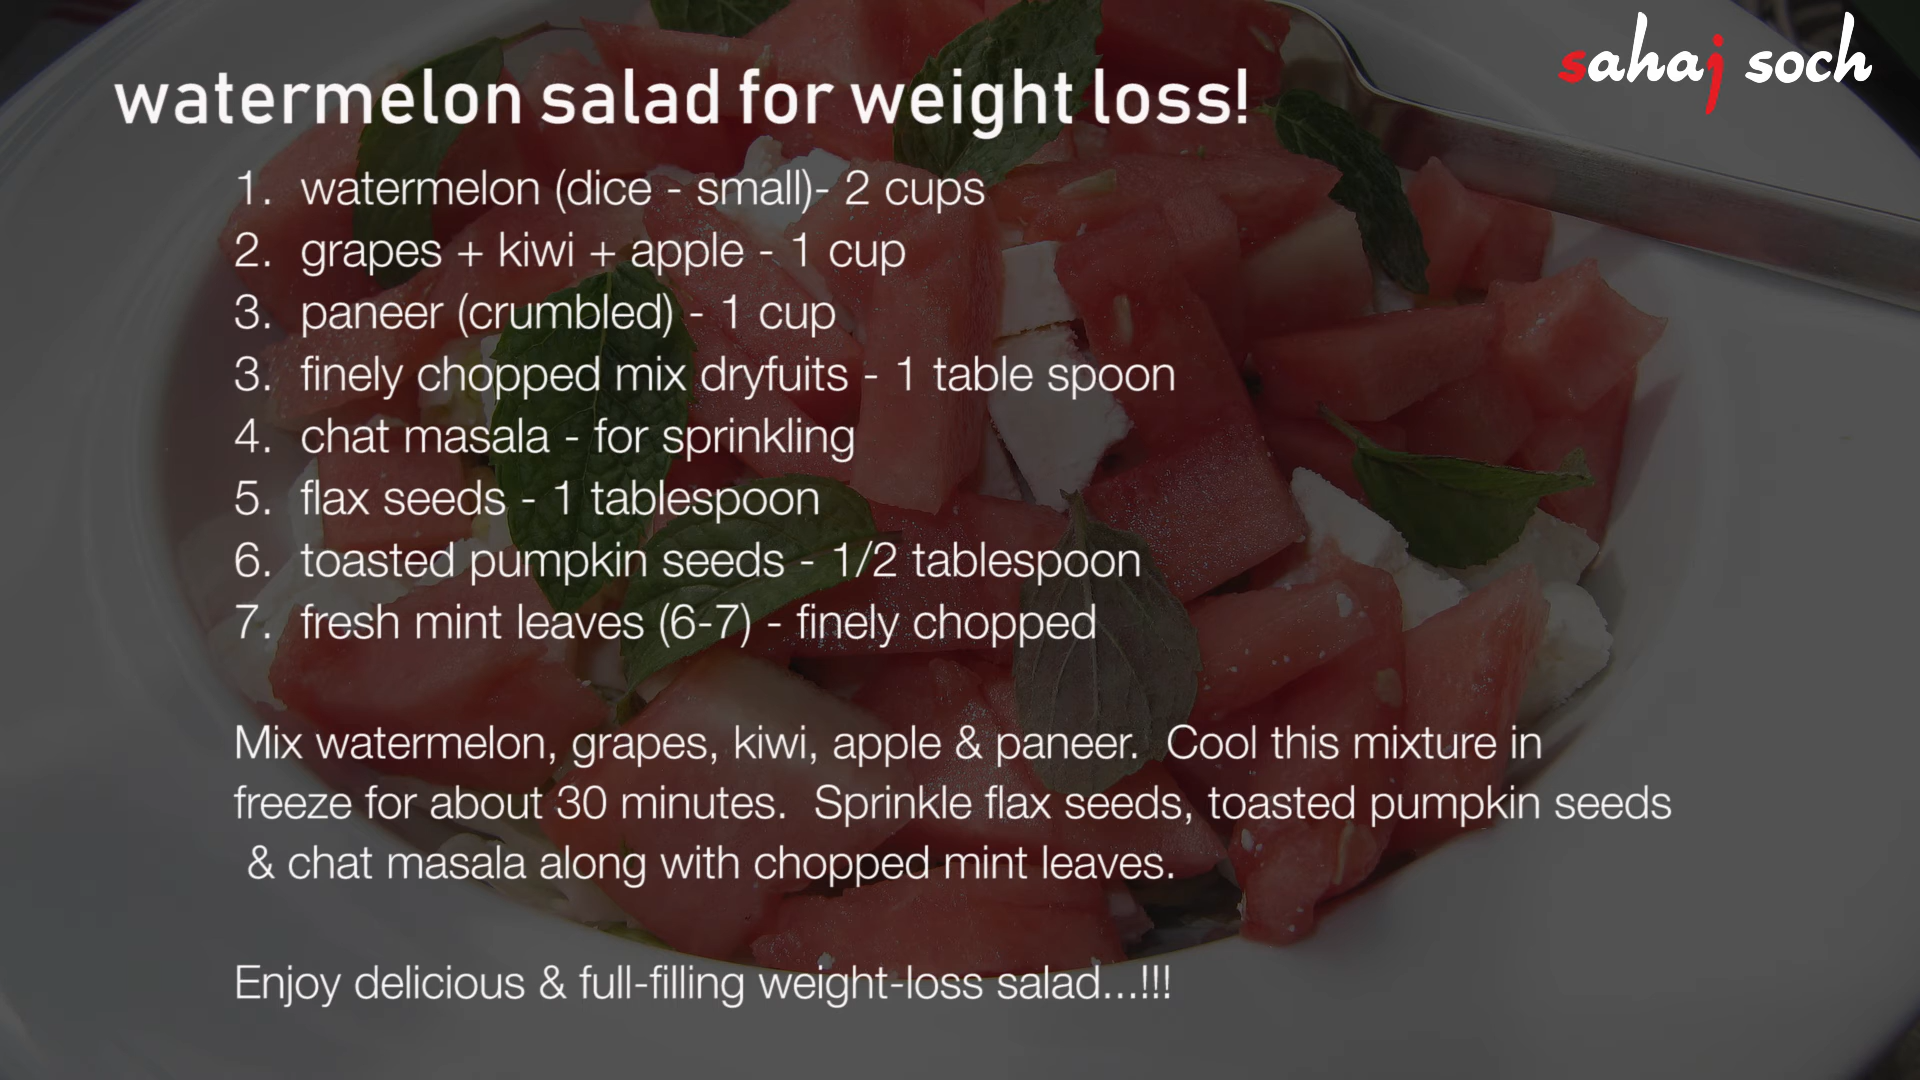 sahaj soch
watermelon salad for weight loss!
1. watermelon (dice - small)- 2 cups
2. grapes + kiwi + apple - 1 cup
3. paneer (crumbled) - 1 cup
3. finely chopped mix dryfuits - 1 table spoon
4. chat masala - for sprinkling
5. flax seeds - 1 tablespoon
6. toasted pumpkin seeds - 1/2 tablespoon
7. fresh mint leaves (6-7) - finely chopped
Mix watermelon, grapes, kiwi, apple & paneer. Cool this mixture in
freeze for about 30 minutes. Sprinkle flax seeds, toasted pumpkin seeds
& chat masala along with chopped mint leaves.
Enjoy delicious & full-filling weight-loss salad...!!!